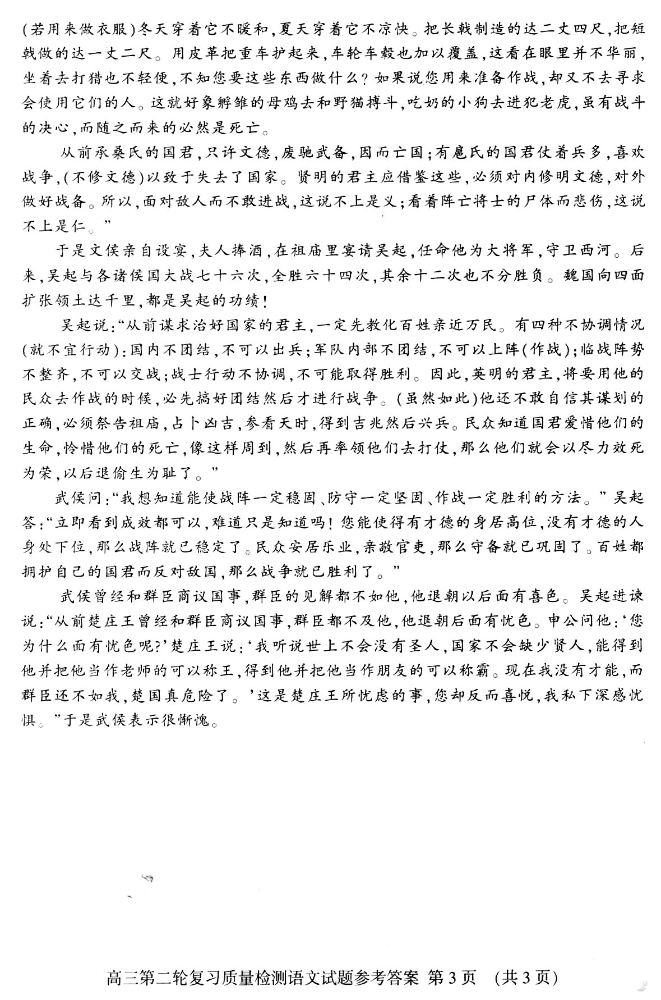 (若用来做衣服)冬天穿着它不暖和,夏天穿着它不凉快。把长戟制造的达二丈四尺,把短
戟做的达一丈二尺。用皮革把重车护起来,车轮车毂也加以覆盖,这看在眼里并不华丽,
坐着去打猎也不轻便,不知您要这些东西做什么?如果说您用来准备作战,却又不去寻求
会使用它们的人。这就好象孵雏的母鸡去和野猫搏斗,吃奶的小狗去进犯老虎,虽有战斗
的决心,而随之而来的必然是死亡。
从前承桑氏的国君,只许文德,废驰武备,因而亡国;有扈氏的国君仗着兵多,喜欢
战争,(不修文德)以致于失去了国家。贤明的君主应借鉴这些,必须对内修明文德,对外
做好战备。所以,面对敌人而不敢进战,这说不上是义;看着阵亡将士的尸体而悲伤,这说
不上是仁。”
于是文侯亲自设宴,夫人捧酒,在祖庙里宴请吴起,任命他为大将军,守卫西河。后
来,吴起与各诸侯国大战七十六次,全胜六十四次,其余十二次也不分胜负。魏国向四面
扩张领土达千里,都是吴起的功绩!
吴起说:“从前谋求治好国家的君主,一定先教化百姓亲近万民。有四种不协调情况
(就不宜行动):国内不团结,不可以出兵;军队内部不团结,不可以上阵(作战);临战阵势
不整齐,不可以交战;战士行动不协调,不可能取得胜利。因此,英明的君主,将要用他的
民众去作战的时候,必先搞好团结然后才进行战争。(虽然如此)他还不敢自信其谋划的
正确,必须祭告祖庙,占卜凶吉,参看天时,得到吉兆然后兴兵。民众知道国君爱惜他们的
生命,怜惜他们的死亡,像这样周到,然后再率领他们去打仗,那么他们就会以尽力效死
为荣,以后退偷生为耻了。”
武侯问:“我想知道能使战阵一定稳固、防守一定坚固、作战一定胜利的方法。”吴起
答:“立即看到成效都可以,难道只是知道吗!您能使得有才德的身居高位,没有才德的人
身处下位,那么战阵就已稳定了。民众安居乐业,亲敬官吏,那么守备就已巩固了。百姓都
拥护自己的国君而反对敌国,那么战争就已胜利了。”
武侯曾经和群臣商议国事,群臣的见解都不如他,他退朝以后面有喜色。吴起进谏
说:“从前楚庄王曾经和群臣商议国事,群臣都不及他,他退朝后面有忧色。申公问他:‘您
为什么面有忧色呢?’楚庄王说:‘我听说世上不会没有圣人,国家不会缺少贤人,能得到
他并把他当作老师的可以称王,得到他并把他当作朋友的可以称霸。现在我没有才能,而
群臣还不如我,楚国真危险了。’这是楚庄王所忧虑的事,您却反而喜悦,我私下深感忧
惧。”于是武侯表示很惭愧。
高三第二轮复习质量检测语文试题参考答案 第3页 (共3页)